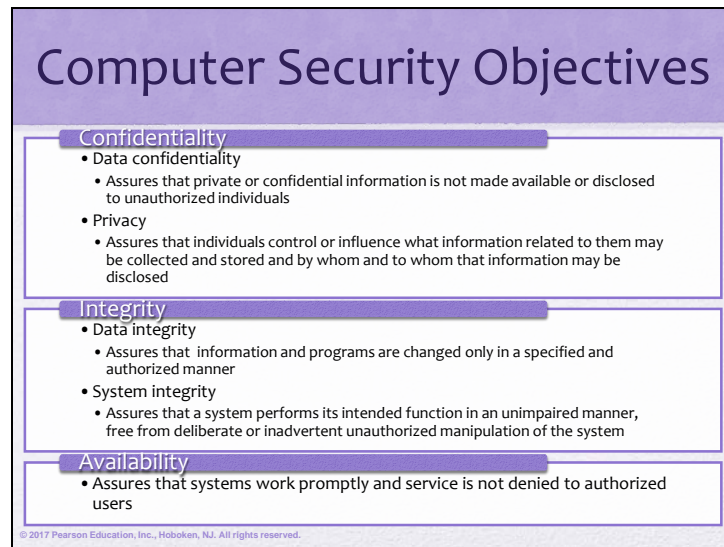 Computer Security Objectives
Confidentiality
• Data confidentiality
• Assures that private or confidential information is not made available or disclosed
to unauthorized individuals
• Privacy
• Assures that individuals control or influence what information related to them may
be collected and stored and by whom and to whom that information may be
disclosed
Integrity
• Data integrity
• Assures that information and programs are changed only in a specified and
authorized manner
• System integrity
• Assures that a system performs its intended function in an unimpaired manner,
free from deliberate or inadvertent unauthorized manipulation of the system
Availability
• Assures that systems work promptly and service is not denied to authorized
users
© 2017 Pearson Education, Inc., Hoboken, NJ. All rights reserved.